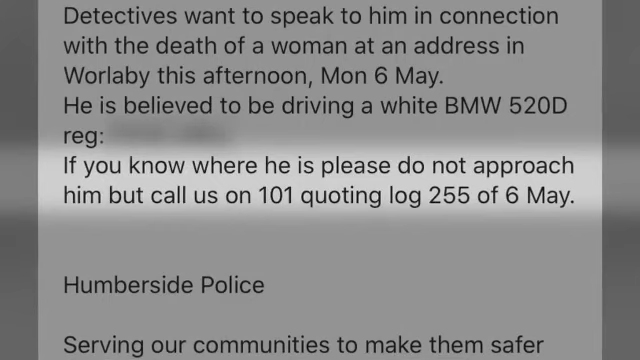 Detectives want to speak to him in connection
with the death of a woman at an address in
Worlaby this afternoon, Mon 6 May.
He is believed to be driving a white BMW 520D
reg:
If you know where he is please do not approach
him but call us on 101 quoting log 255 of 6 May.
Humberside Police
Serving our communities to make them safer